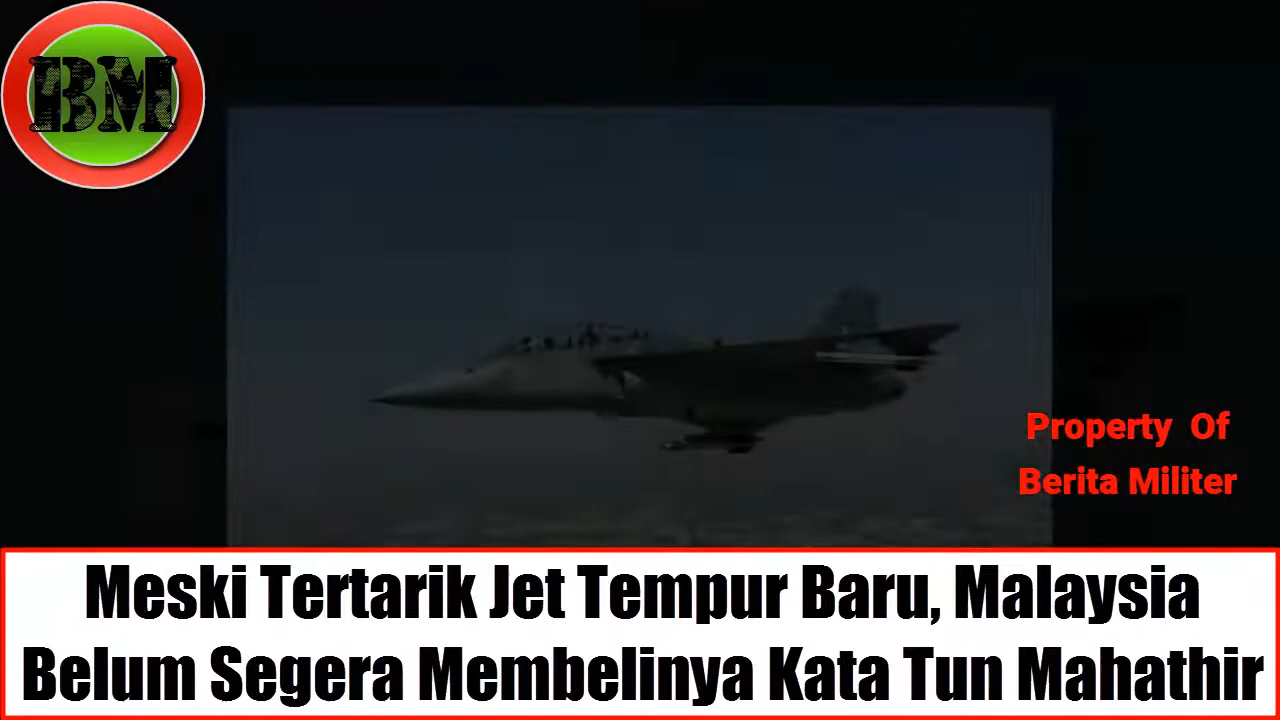 BM
Property Of
Berita Militer
Meski Tertarik Jet Tempur Baru, Malaysia
Belum Segera Membelinya Kata Tun Mahathir